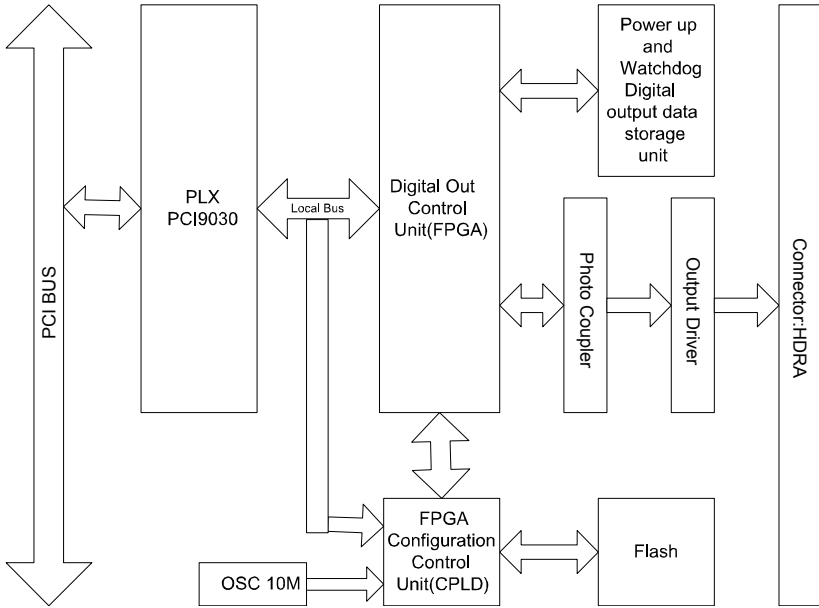 PCI BUS
PLX
PCI9030
Local Bus
Digital Out
Control
Unit(FPGA)
Power up
and
Watchdog
Digital
output data
storage
unit
Photo Coupler
Output Driver
Connector:HDRA
FPGA
Configuration
Control
Unit(CPLD)
Flash
OSC 10M